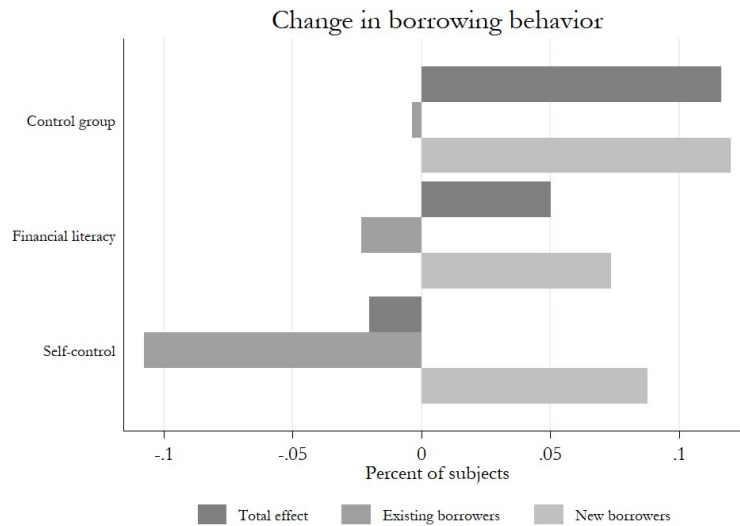 Change in borrowing behavior
Control group
Financial literacy
Self-control
-.1 -.05 0 .05 .1
Percent of subjects
Total effect Existing borrowers New borrowers